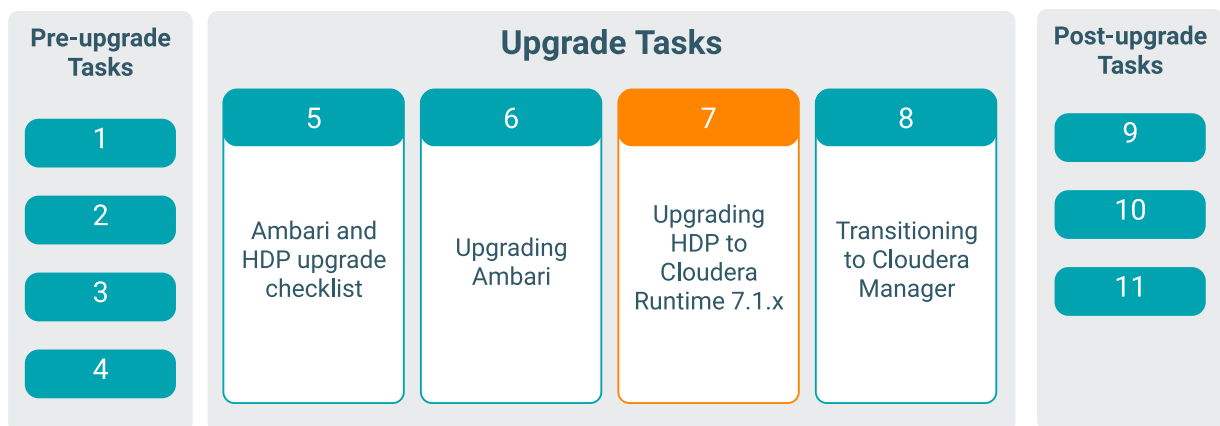 Pre-upgrade
Tasks
1
2
3
4
Upgrade Tasks
5
Ambari and
HDP upgrade
checklist
6
Upgrading
Ambari
7
Upgrading
HDP to
Cloudera
Runtime 7.1.x
8
Transitioning
to Cloudera
Manager
Post-upgrade
Tasks
9
10
11